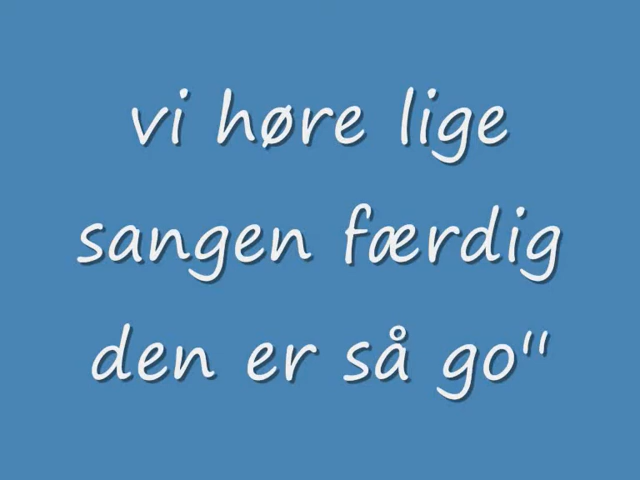 vi høre lige
sangen færdig
den er så go"